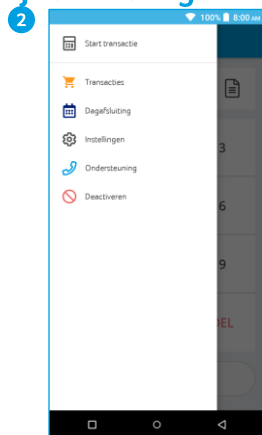 2
100% 8:00 AM
Start transactie
Transacties
Dagafsluiting
Instellingen
Ondersteuning
Deactiveren
3
6
9
DEL